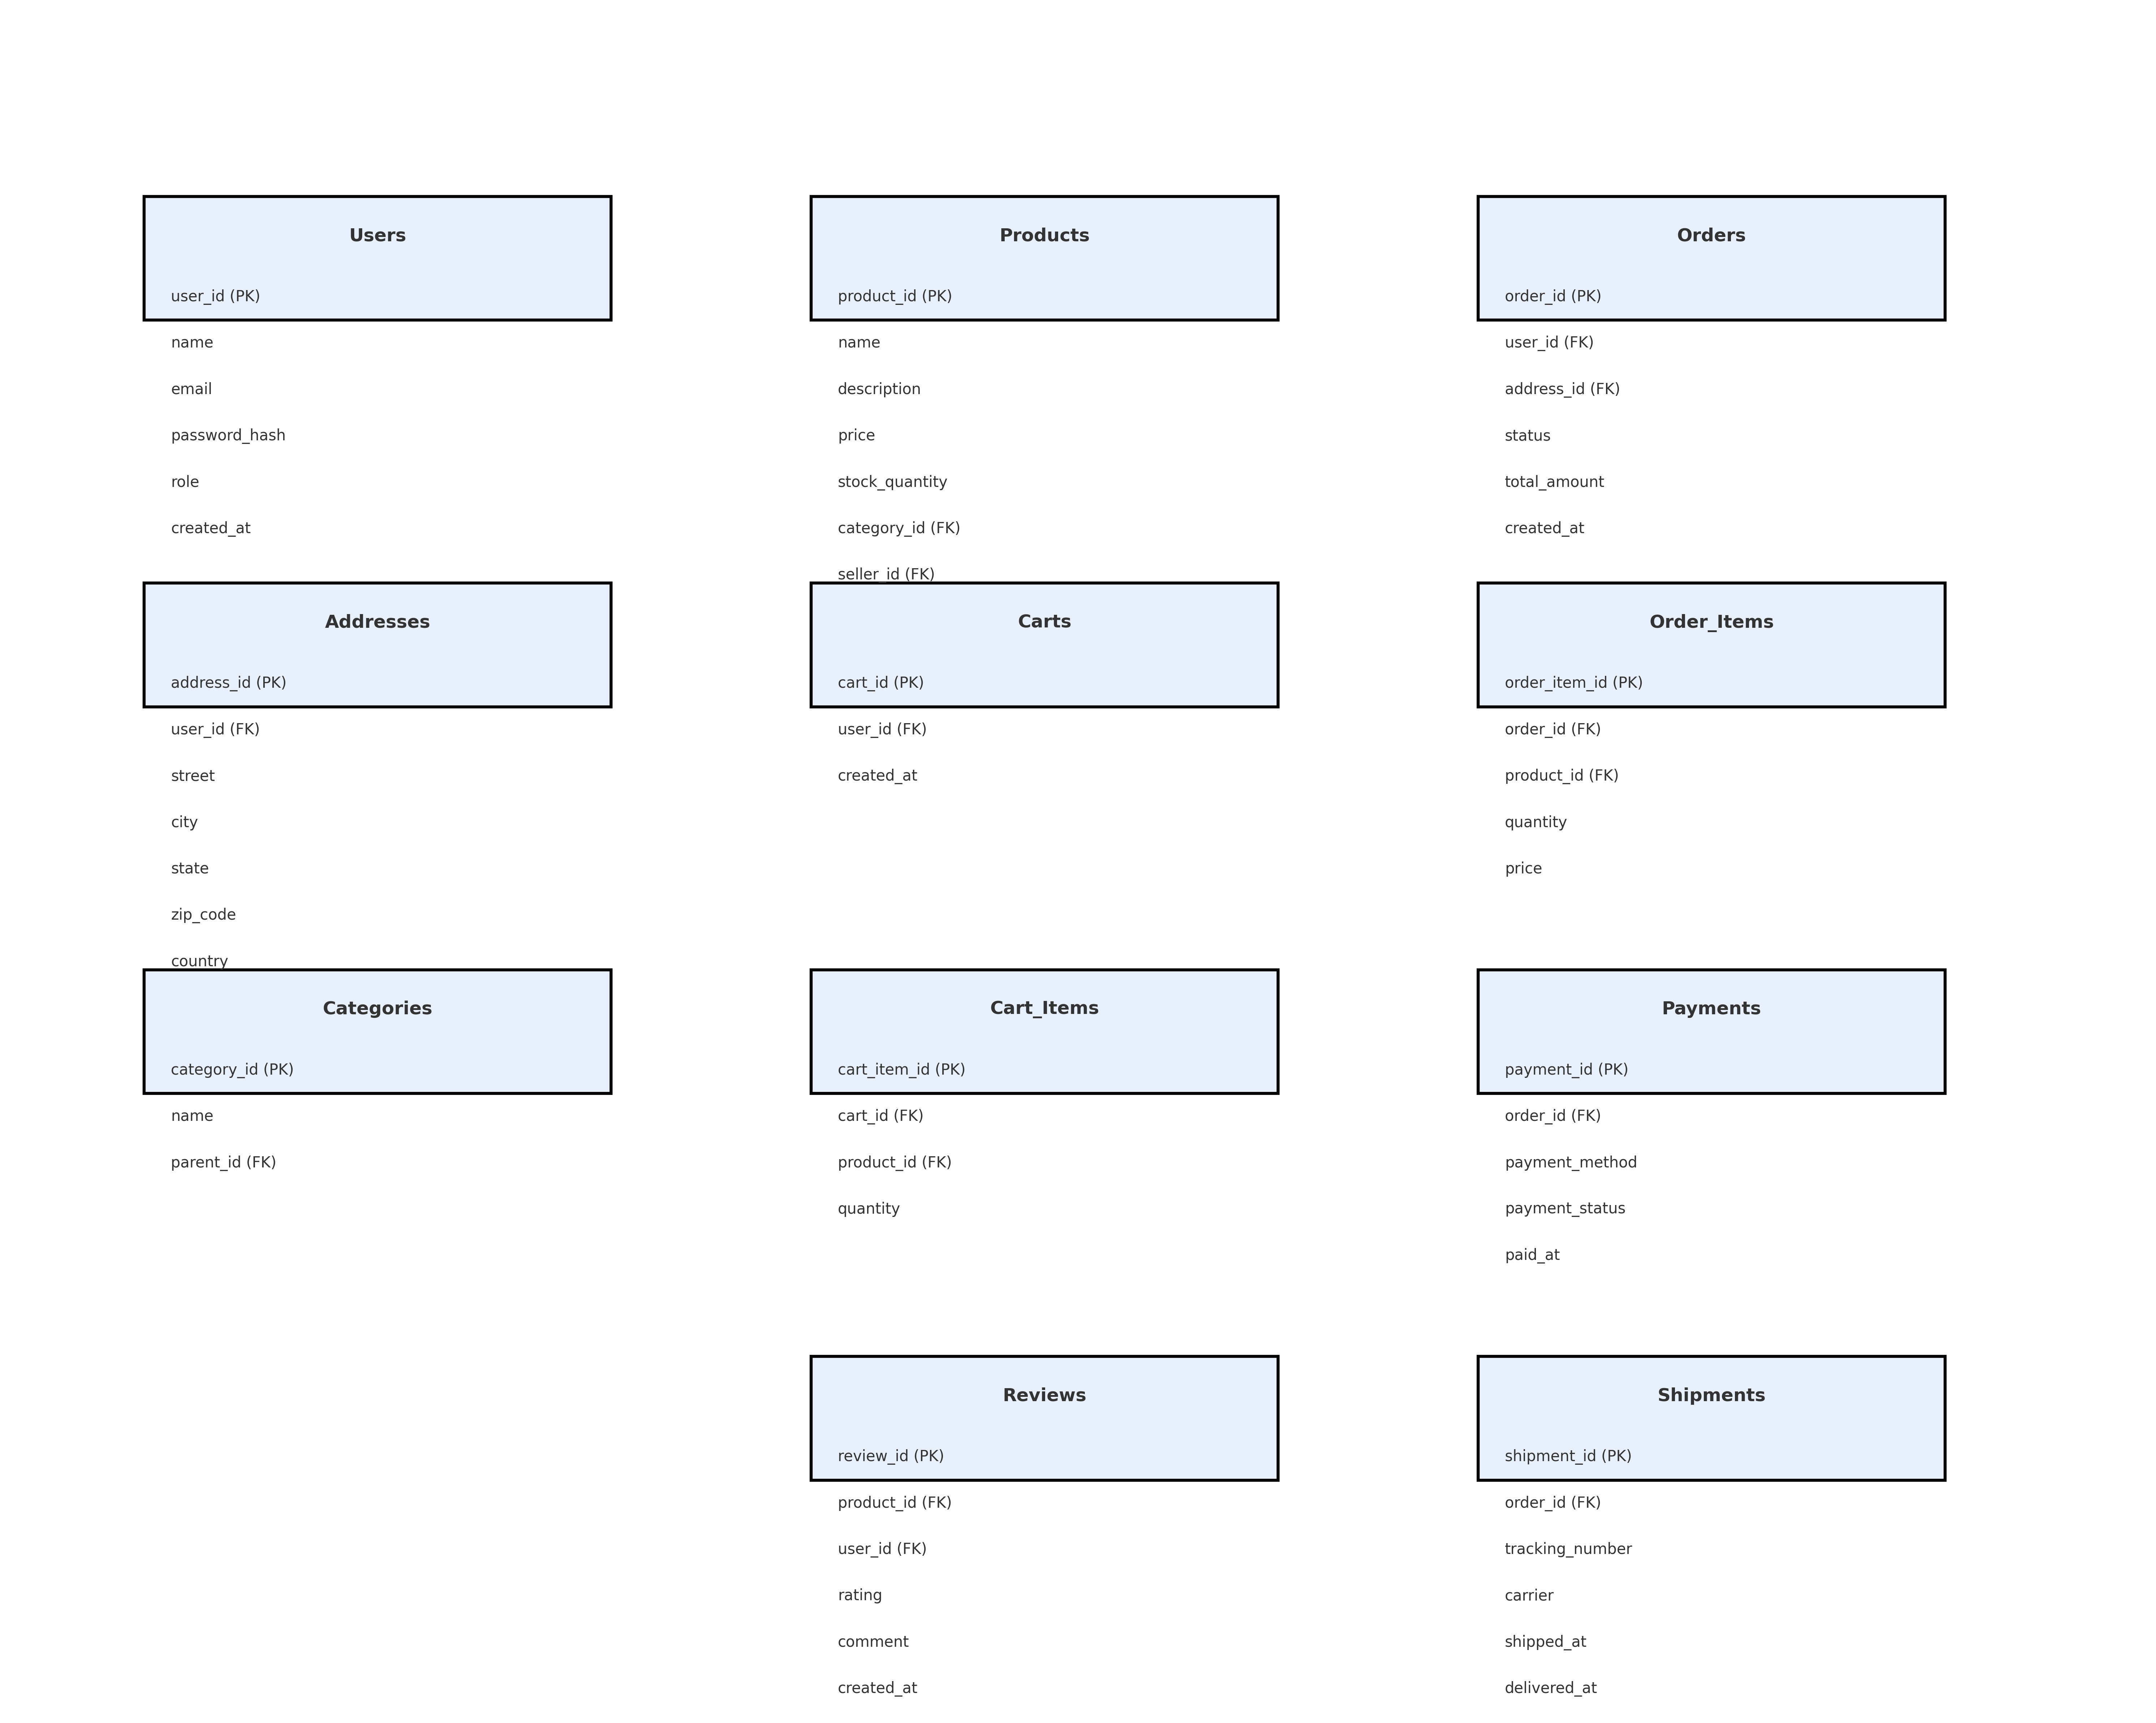 Users
user_id (PK)
name
email
password_hash
role
created_at
Products
product_id (PK)
name
description
price
stock_quantity
category_id (FK)
seller_id (FK)
Orders
order_id (PK)
user_id (FK)
address_id (FK)
status
total_amount
created_at
Addresses
address_id (PK)
user_id (FK)
street
city
state
zip_code
country
Carts
cart_id (PK)
user_id (FK)
created_at
Order_Items
order_item_id (PK)
order_id (FK)
product_id (FK)
quantity
price
Categories
category_id (PK)
name
parent_id (FK)
Cart_Items
cart_item_id (PK)
cart_id (FK)
product_id (FK)
quantity
Payments
payment_id (PK)
order_id (FK)
payment_method
payment_status
paid_at
Reviews
review_id (PK)
product_id (FK)
user_id (FK)
rating
comment
created_at
Shipments
shipment_id (PK)
order_id (FK)
tracking_number
carrier
shipped_at
delivered_at